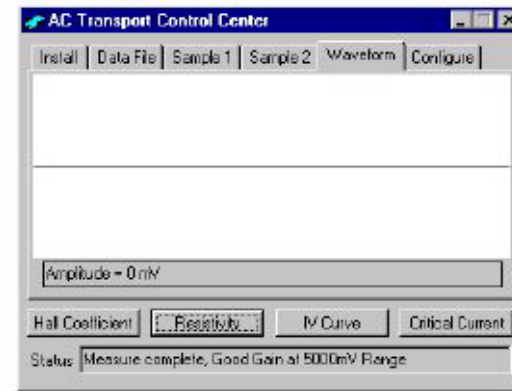 AC Transport Control Center
Install Data File Sample 1 Sample 2 Waveform Configure
Amplitude = 0 mV
Hall Coefficient Resistivity IV Curve Critical Current
Status Measure complete, Good Gain at 5000mV Range